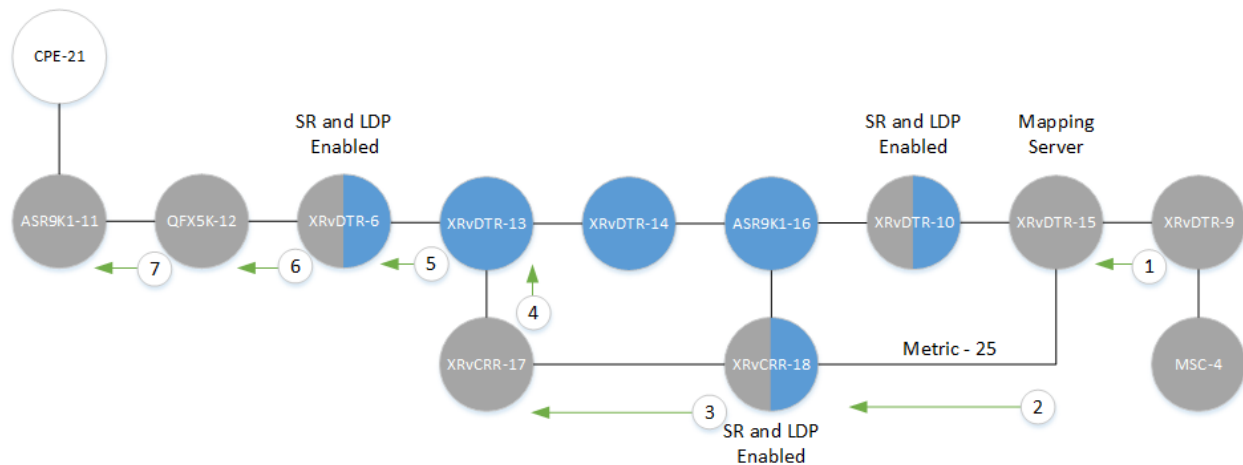 CPE-21
SR and LDP
Enabled
SR and LDP
Enabled
Mapping
Server
ASR9K1-11
QFX5K-12
XRvDTR-6
XRvDTR-13
XRvDTR-14
ASR9K1-16
XRvDTR-10
XRvDTR-15
XRvDTR-9
7
6
5
4
1
XRvCRR-17
XRvCRR-18
Metric - 25
MSC-4
3
2
SR and LDP
Enabled